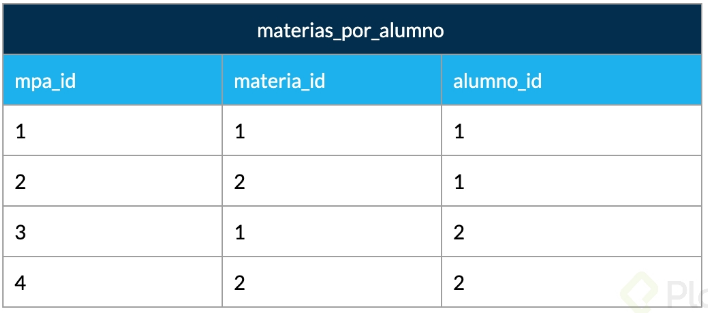 materias_por_alumno
mpa_id materia_id alumno_id
1 1 1
2 2 1
3 1 2
4 2 2